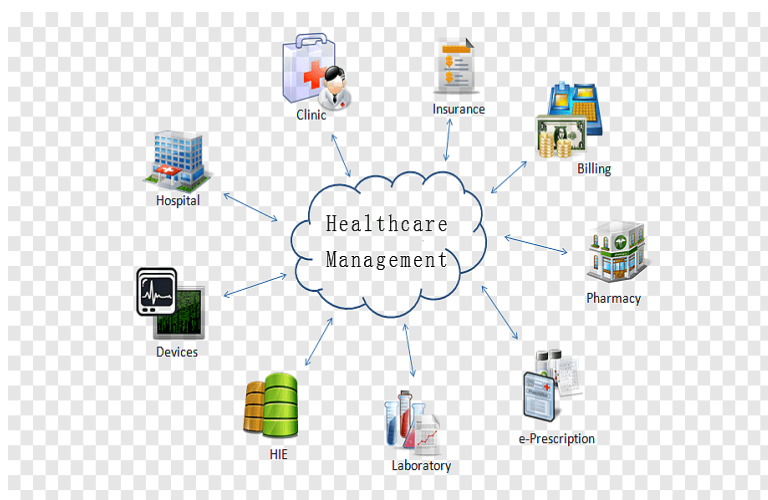 Clinic
Insurance
Billing
Hospital
Healthcare
Management
Pharmacy
Devices
e-Prescription
HIE
Laboratory